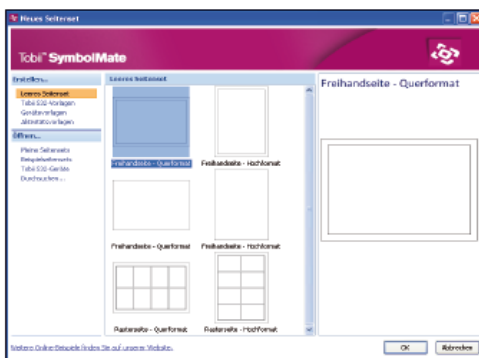 Neues Seitenset
Tobii SymbolMate
Erstellen...
Leeres Seitenset
Tobii S32-Vorlagen
Gerätevorlagen
Aktivitätsvorlagen
Öffnen...
Meine Seitensets
Beispielseitensets
Tobii S32-Geräte
Durchsuchen ...
Leeres Seitenset
Freihandseite - Querformat
Freihandseite - Hochformat
Freihandseite - Querformat
Freihandseite - Hochformat
Rasterseite - Querformat
Rasterseite - Hochformat
Freihandseite - Querformat
Weitere Online-Beispiele finden Sie auf unserer Website.
OK
Abbrechen